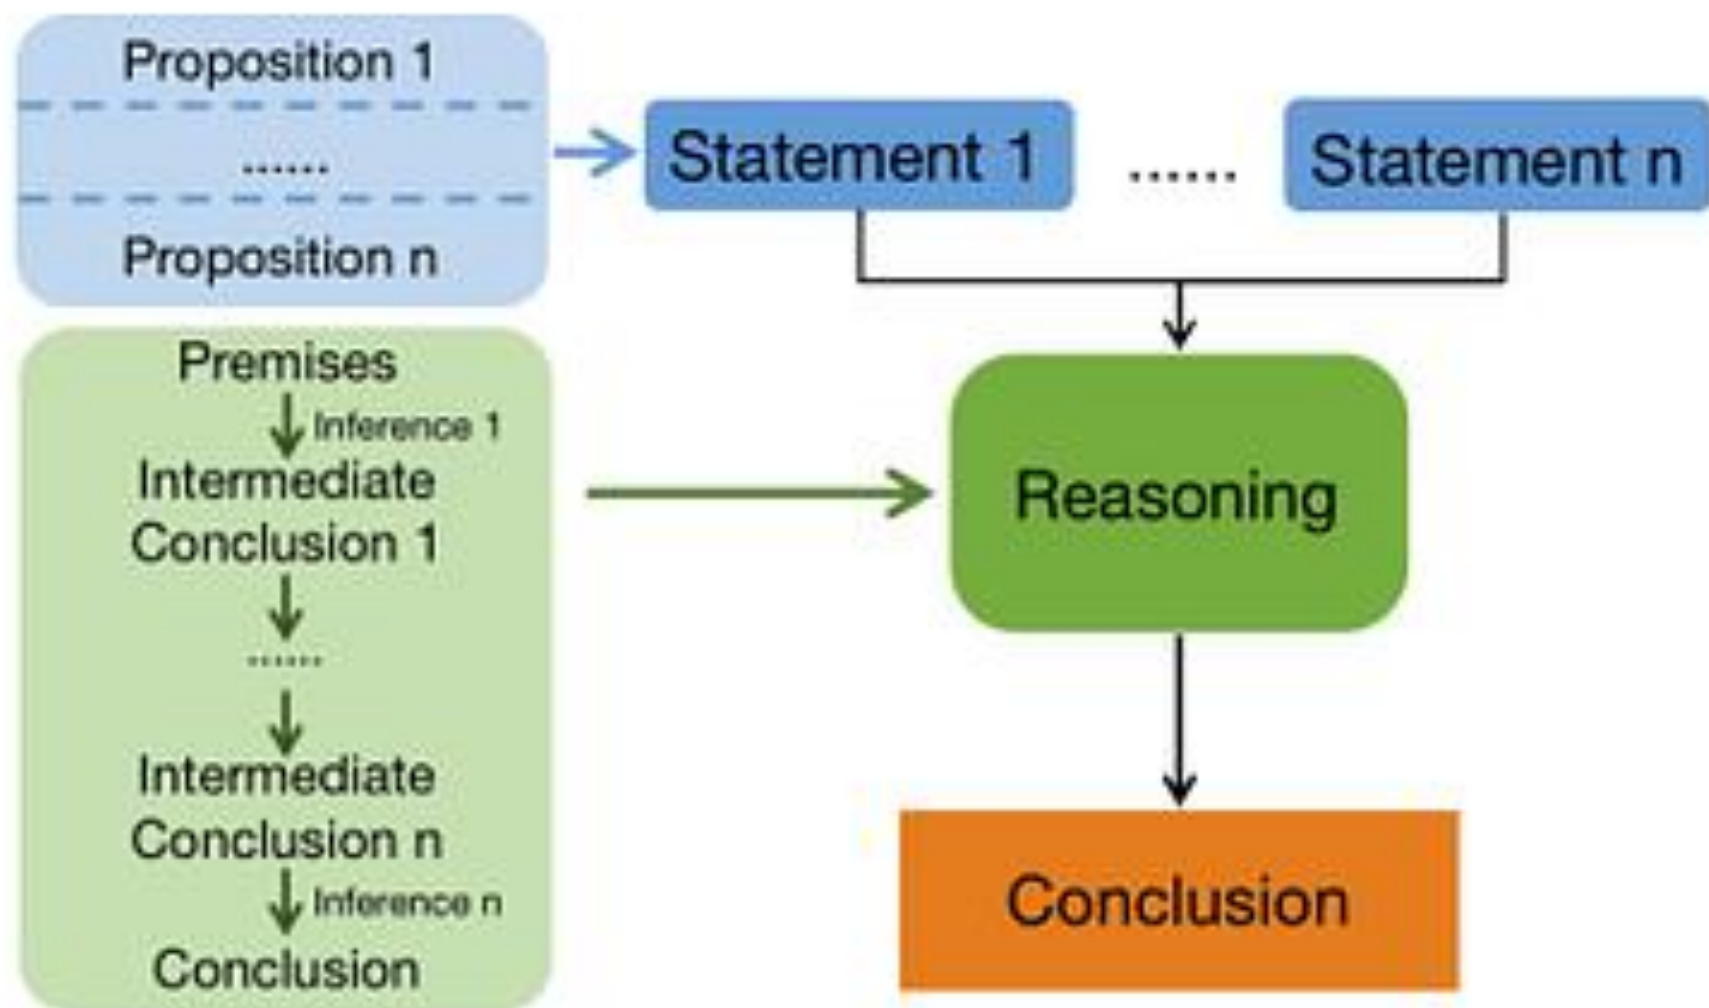 Proposition 1
......
Proposition n
Statement 1
......
Statement n
Premises
Inference 1
Intermediate
Conclusion 1
......
Intermediate
Conclusion n
Inference n
Conclusion
Reasoning
Conclusion